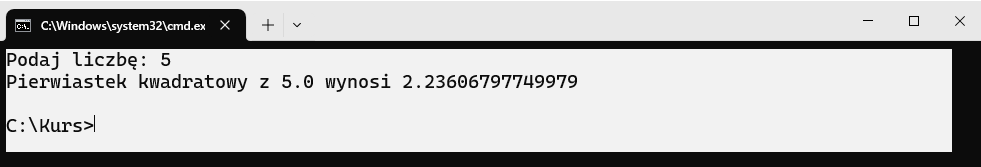 C:\Windows\system32\cmd.ex
Podaj liczbę: 5
Pierwiastek kwadratowy z 5.0 wynosi 2.23606797749979
C:\Kurs>